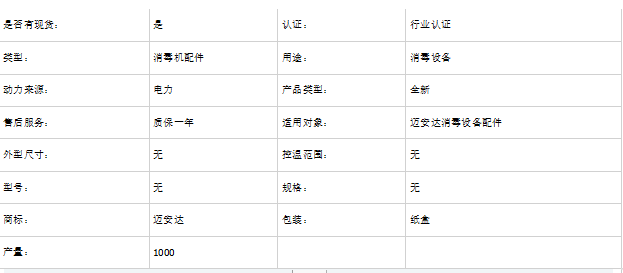 是否有现货： 是 认证： 行业认证
类型： 消毒机配件 用途： 消毒设备
动力来源： 电力 产品类型： 全新
售后服务： 质保一年 适用对象： 迈安达消毒设备配件
外型尺寸： 无 控温范围： 无
型号： 无 规格： 无
商标： 迈安达 包装： 纸盒
产量： 1000